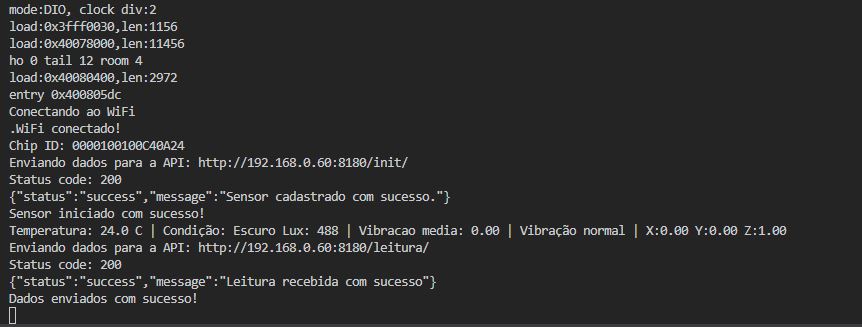 mode:DIO, clock div:2
load:0x3fff0030,len:1156
load:0x40078000,len:11456
ho 0 tail 12 room 4
load:0x40080400,len:2972
entry 0x400805dc
Conectando ao WiFi
.WiFi conectado!
Chip ID: 0000100100C40A24
Enviando dados para a API: http://192.168.0.60:8180/init/
Status code: 200
{"status":"success","message":"Sensor cadastrado com sucesso."}
Sensor iniciado com sucesso!
Temperatura: 24.0 C | Condição: Escuro Lux: 488 | Vibracao media: 0.00 | Vibração normal | X:0.00 Y:0.00 Z:1.00
Enviando dados para a API: http://192.168.0.60:8180/leitura/
Status code: 200
{"status":"success","message":"Leitura recebida com sucesso"}
Dados enviados com sucesso!